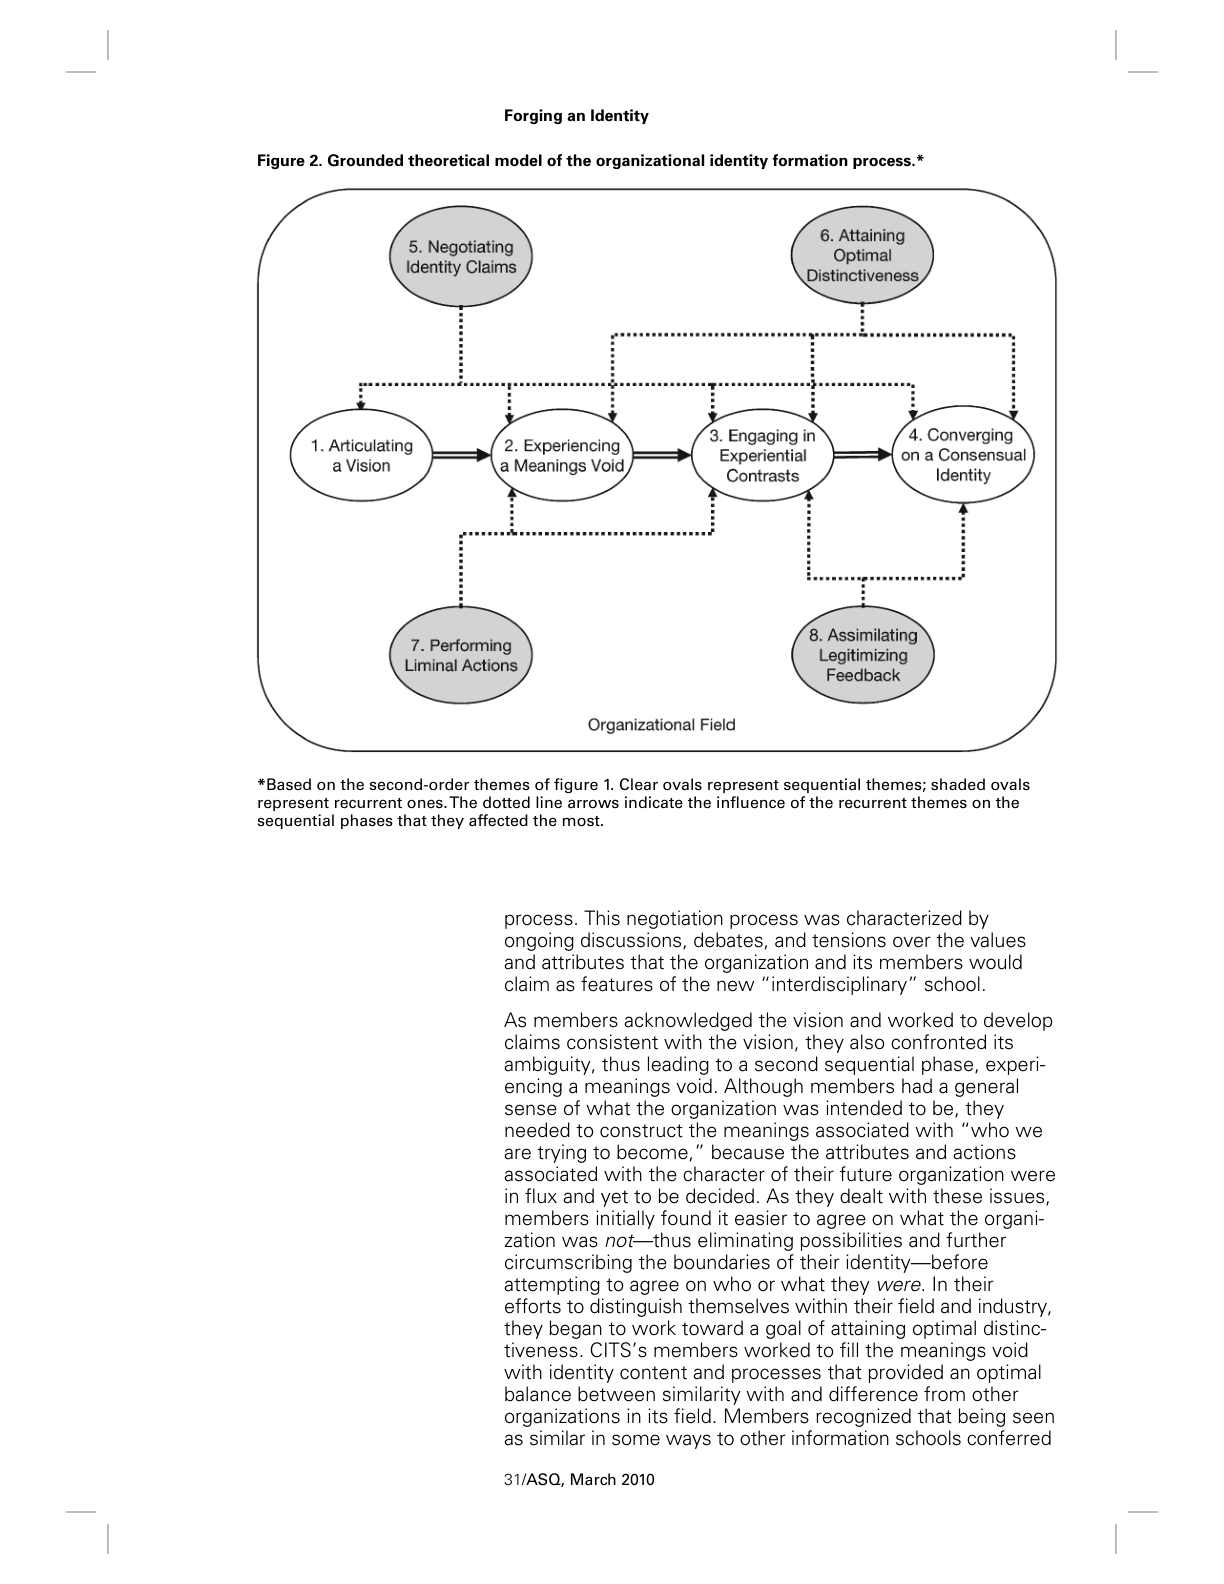 Forging an Identity
Figure 2. Grounded theoretical model of the organizational identity formation process.*
5. Negotiating
Identity Claims
6. Attaining
Optimal
Distinctiveness
1. Articulating
a Vision
2. Experiencing
a Meanings Void
3. Engaging in
Experiential
Contrasts
4. Converging
on a Consensual
Identity
7. Performing
Liminal Actions
8. Assimilating
Legitimizing
Feedback
Organizational Field
*Based on the second-order themes of figure 1. Clear ovals represent sequential themes; shaded ovals
represent recurrent ones. The dotted line arrows indicate the influence of the recurrent themes on the
sequential phases that they affected the most.
process. This negotiation process was characterized by
ongoing discussions, debates, and tensions over the values
and attributes that the organization and its members would
claim as features of the new “interdisciplinary” school.
As members acknowledged the vision and worked to develop
claims consistent with the vision, they also confronted its
ambiguity, thus leading to a second sequential phase, experi-
encing a meanings void. Although members had a general
sense of what the organization was intended to be, they
needed to construct the meanings associated with “who we
are trying to become,” because the attributes and actions
associated with the character of their future organization were
in flux and yet to be decided. As they dealt with these issues,
members initially found it easier to agree on what the organi-
zation was not—thus eliminating possibilities and further
circumscribing the boundaries of their identity—before
attempting to agree on who or what they were. In their
efforts to distinguish themselves within their field and industry,
they began to work toward a goal of attaining optimal distinc-
tiveness. CITS’s members worked to fill the meanings void
with identity content and processes that provided an optimal
balance between similarity with and difference from other
organizations in its field. Members recognized that being seen
as similar in some ways to other information schools conferred
31/ASQ, March 2010